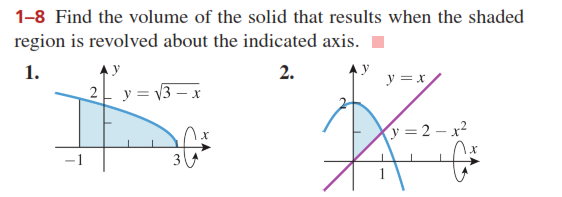 1–8 Find the volume of the solid that results when the shaded
region is revolved about the indicated axis.
1.
y
2
y = √3 − x
x
−1
3
2.
y
y = x
2
y = 2 − x²
x
1